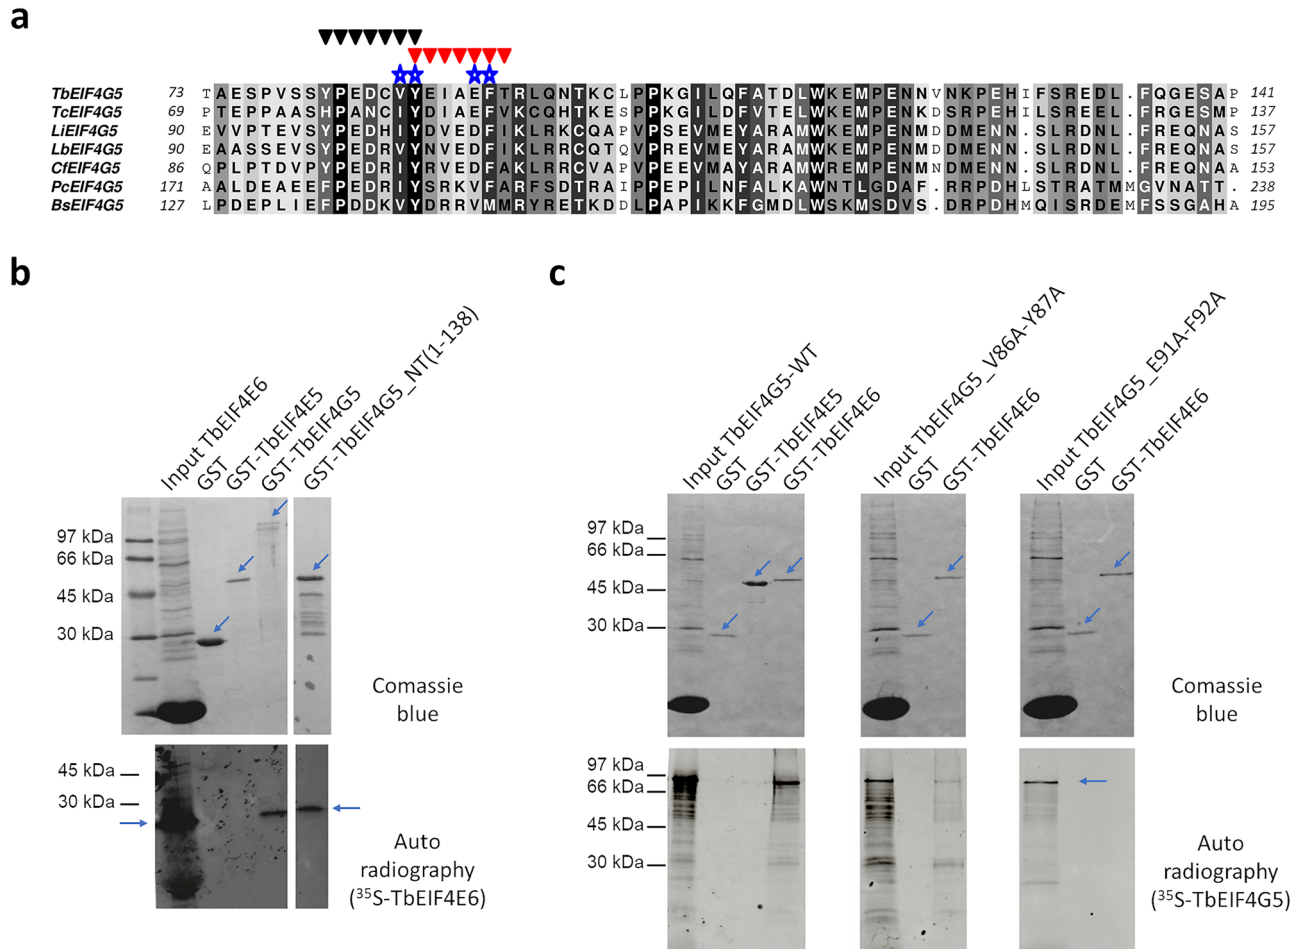 a
TbEIF4G5 73 TAESPVSSYPEDCVYEIAEFTRLQNTKCLPPKGILQFATDLWKEMPENNVNKPEHIFSREDL.FQGESAP 141
TcEIF4G5 69 PTEPPAASHPANCIYDVAEFVKCQHTKESPPKGILDFVTELWKEMPENKDSRPEHILSREDL.FQGESMP 137
LiEIF4G5 90 EVVPTEVSYPEDHIYDVEDFIKLRKCQAPVPSEVMEYARAMWKEMPENMDDMENN.SLRDNL.FREQNAS 157
LbEIF4G5 90 EAASSEVSYPEDRVYNVEDFIKLRRCQTQVPREVMEYARAMWKEMPENMDDMENN.SLRDNL.FREQNDS 157
CfEIF4G5 86 QPLPTDVSYPEDRIYDVEDFAKLRRCVAPVPREVMAYARAMWREMPENMDDMENN.SLRDNL.FREQNAA 153
PcEIF4G5 171 AALDEAEEFPEDRIYSRKVFARFSDTRAIPPEPILNFALKAWNTLGDAF.RRPDHLSTRATMMGVNATT. 238
BsEIF4G5 127 LPDEPLIEFPDDKVYDRRVMMRYRETKDDLPAPIKKFGMDLWSKMSDVS.DRPDHMQISRDEMFSSGAHA 195
b
Input TbEIF4E6
GST
GST-TbEIF4E5
GST-TbEIF4G5
GST-TbEIF4G5_NT(1-138)
97 kDa
66 kDa
45 kDa
30 kDa
Comassie
blue
45 kDa
30 kDa
Auto
radiography
(³⁵S-TbEIF4E6)
c
Input TbEIF4G5-WT
GST
GST-TbEIF4E5
GST-TbEIF4E6
Input TbEIF4G5_V86A-Y87A
GST
GST-TbEIF4E6
Input TbEIF4G5_E91A-F92A
GST
GST-TbEIF4E6
97 kDa
66 kDa
45 kDa
30 kDa
Comassie
blue
97 kDa
66 kDa
45 kDa
30 kDa
Auto
radiography
(³⁵S-TbEIF4G5)